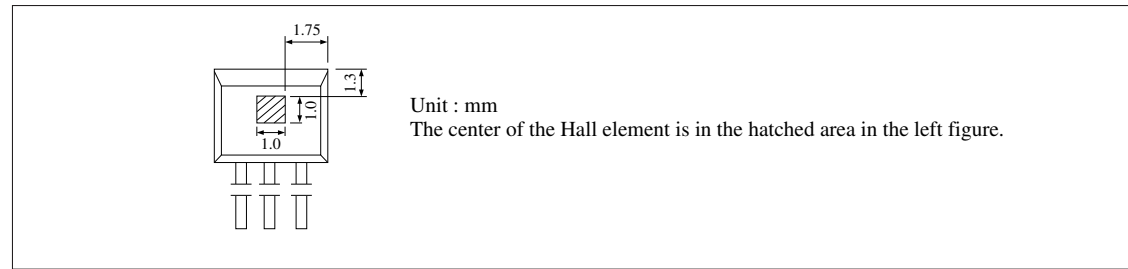 1.75
1.3
1.0
1.0
Unit : mm
The center of the Hall element is in the hatched area in the left figure.